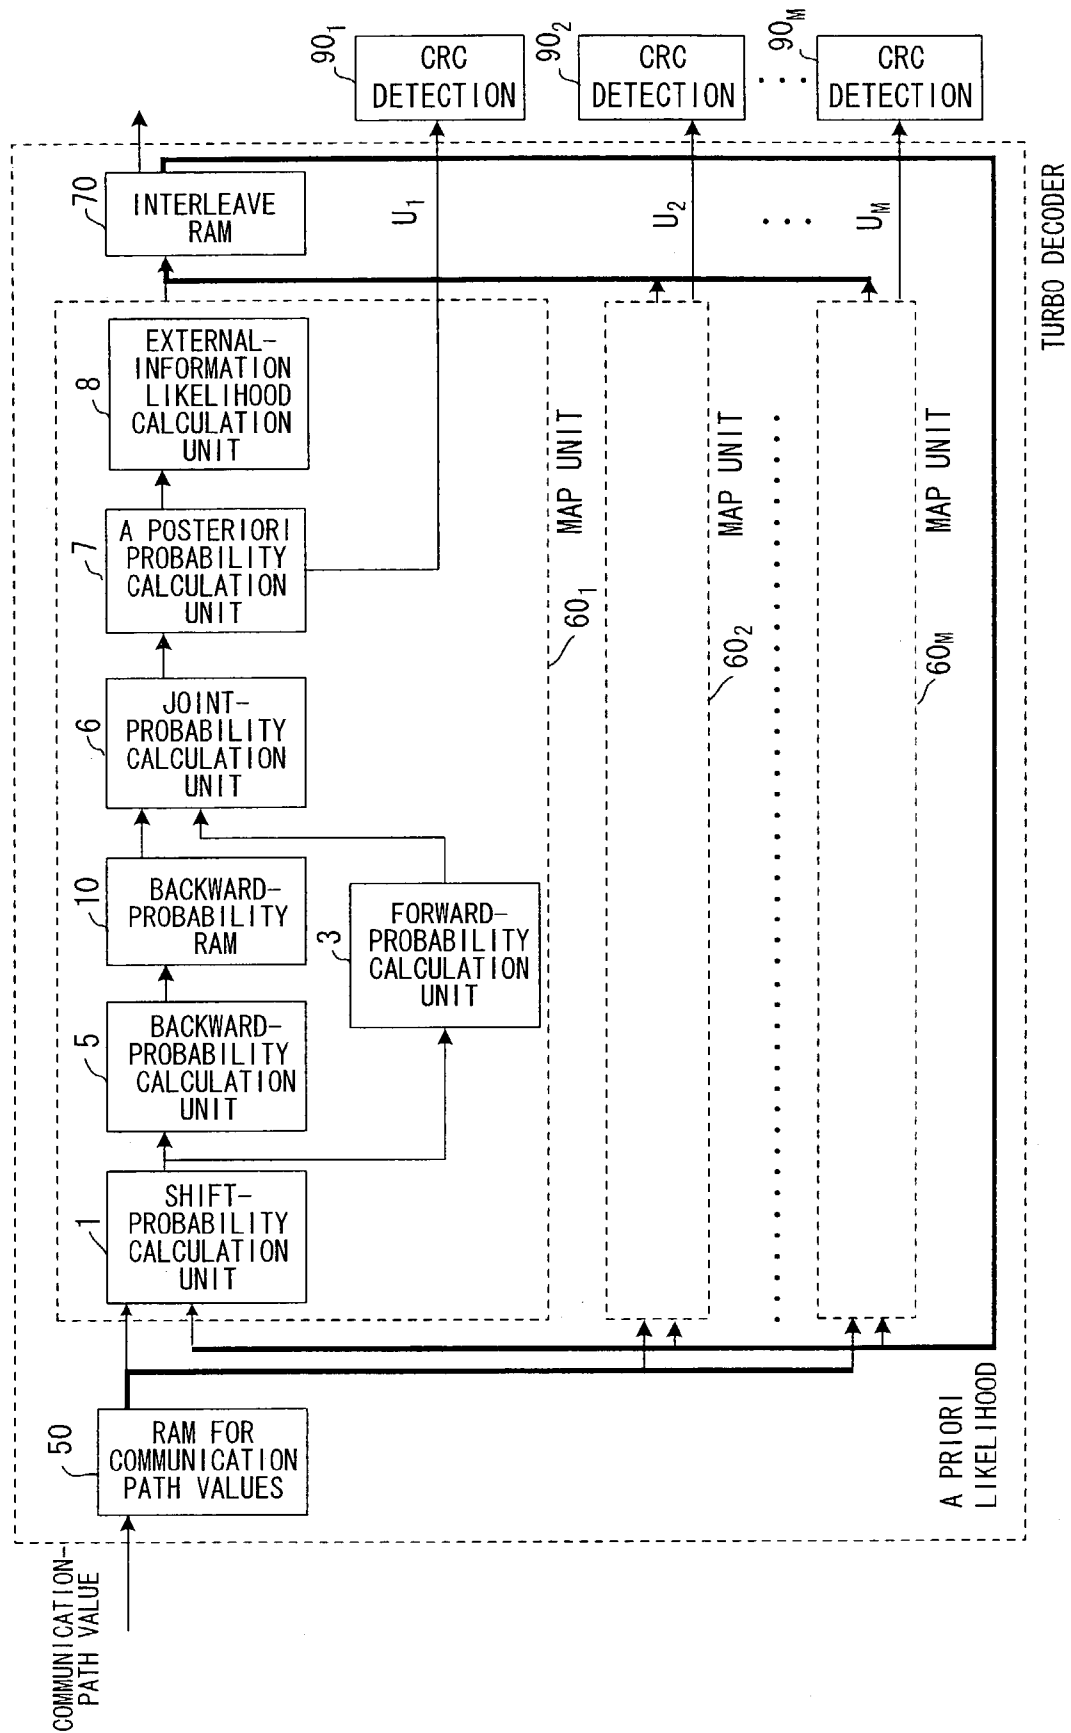 COMMUNICATION-
PATH VALUE
50
RAM FOR
COMMUNICATION
PATH VALUES
1
SHIFT-
PROBABILITY
CALCULATION
UNIT
5
BACKWARD-
PROBABILITY
CALCULATION
UNIT
10
BACKWARD-
PROBABILITY
RAM
3
FORWARD-
PROBABILITY
CALCULATION
UNIT
6
JOINT-
PROBABILITY
CALCULATION
UNIT
7
A POSTERIORI
PROBABILITY
CALCULATION
UNIT
8
EXTERNAL-
INFORMATION
LIKELIHOOD
CALCULATION
UNIT
70
INTERLEAVE
RAM
60₁
MAP UNIT
60₂
MAP UNIT
60M
MAP UNIT
U₁
U₂
UM
90₁
CRC
DETECTION
90₂
CRC
DETECTION
90M
CRC
DETECTION
A PRIORI
LIKELIHOOD
TURBO DECODER